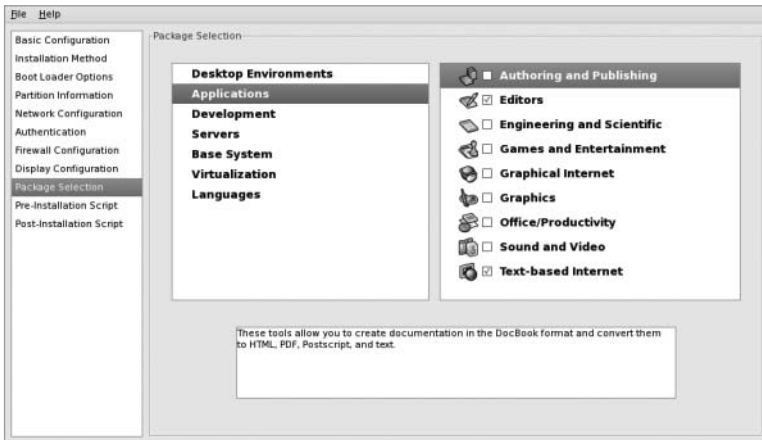 File Help
Basic Configuration
Installation Method
Boot Loader Options
Partition Information
Network Configuration
Authentication
Firewall Configuration
Display Configuration
Package Selection
Pre-Installation Script
Post-Installation Script
Package Selection
Desktop Environments
Applications
Development
Servers
Base System
Virtualization
Languages
Authoring and Publishing
Editors
Engineering and Scientific
Games and Entertainment
Graphical Internet
Graphics
Office/Productivity
Sound and Video
Text-based Internet
These tools allow you to create documentation in the DocBook format and convert them
to HTML, PDF, Postscript, and text.